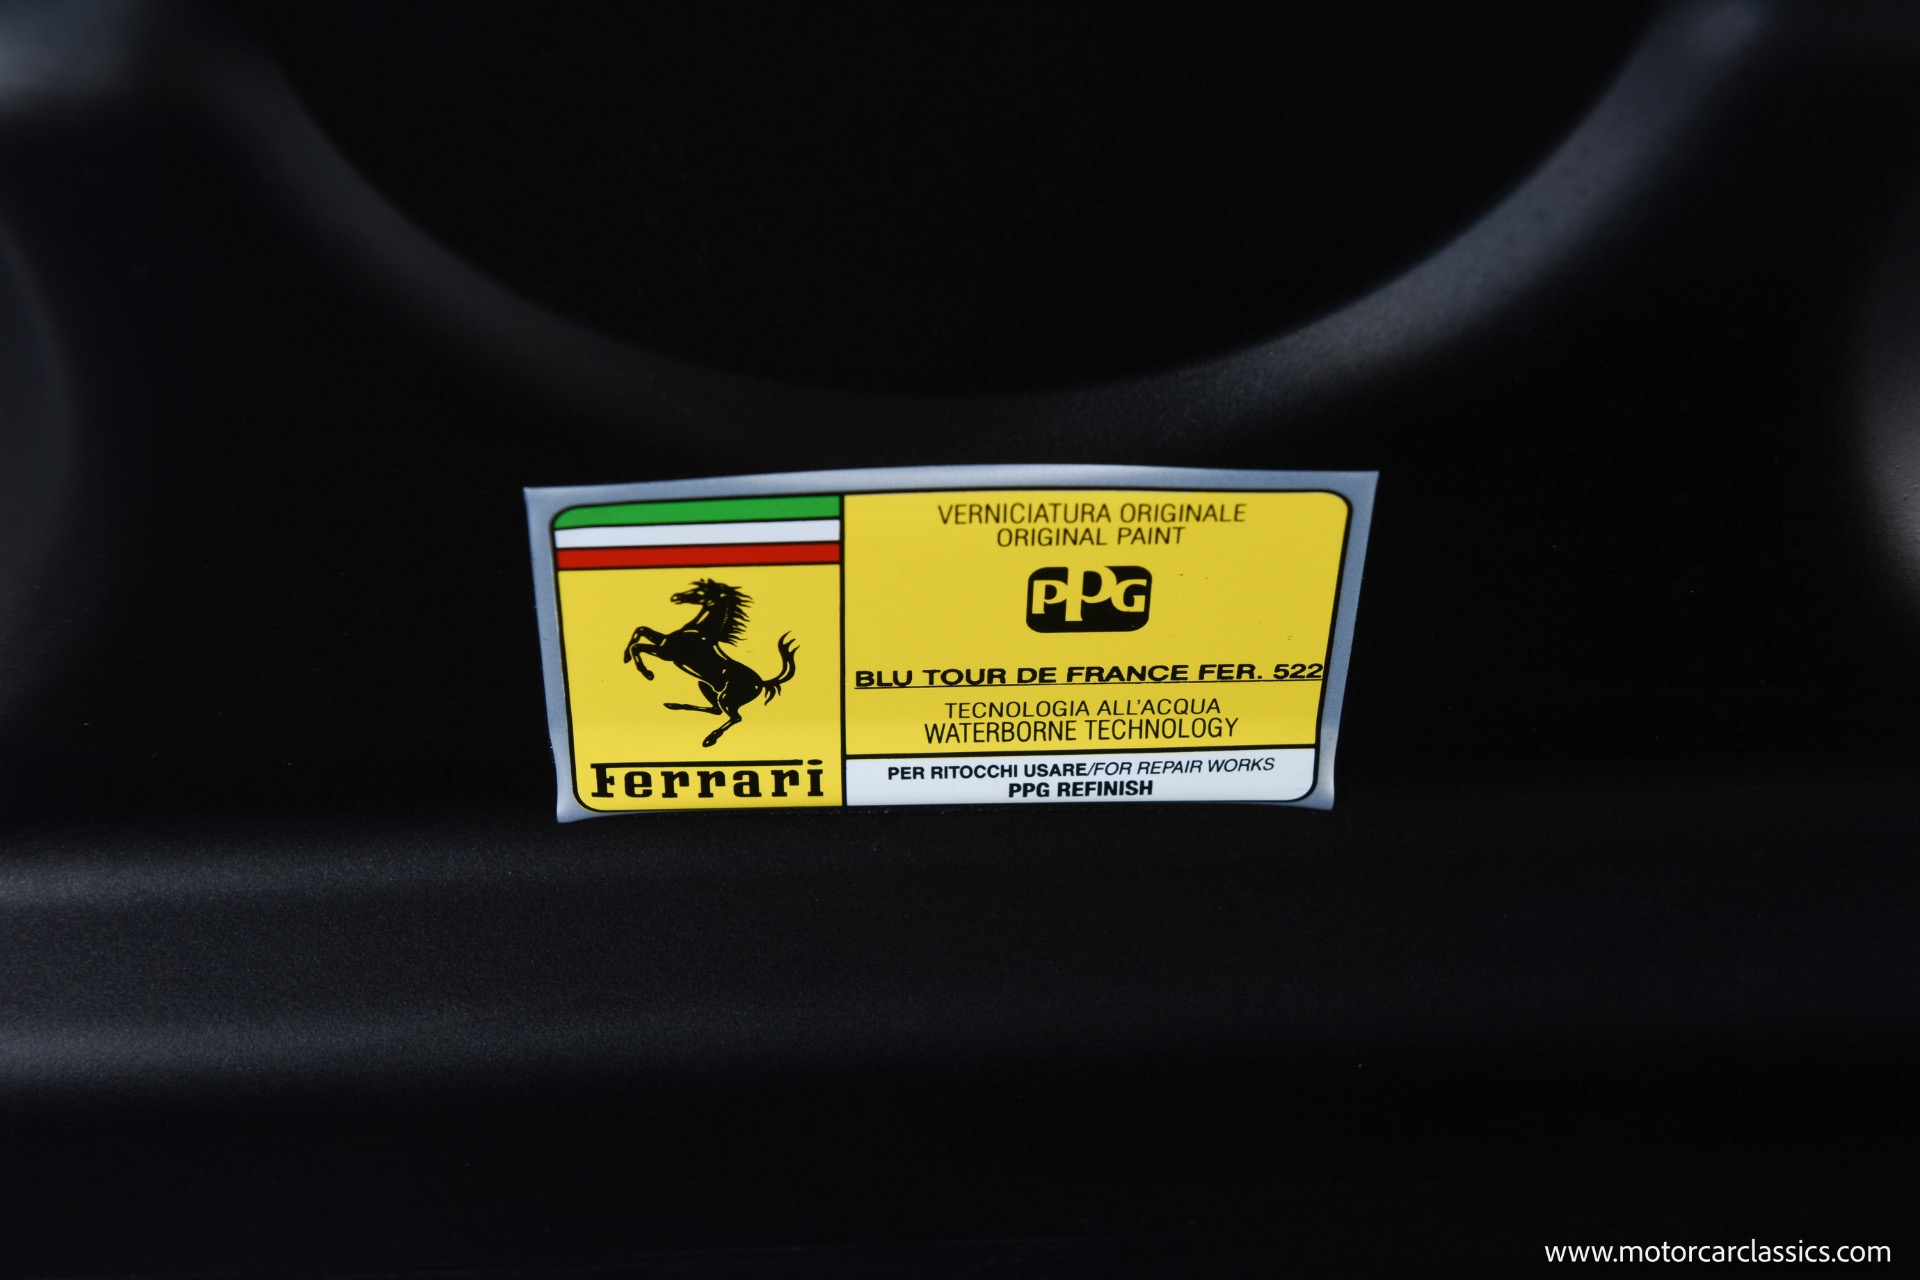 VERNICIATURA ORIGINALE
ORIGINAL PAINT
PPG
BLU TOUR DE FRANCE FER. 522
TECNOLOGIA ALL'ACQUA
WATERBORNE TECHNOLOGY
PER RITOCCHI USARE/FOR REPAIR WORKS
PPG REFINISH
Ferrari
www.motorcarclassics.com